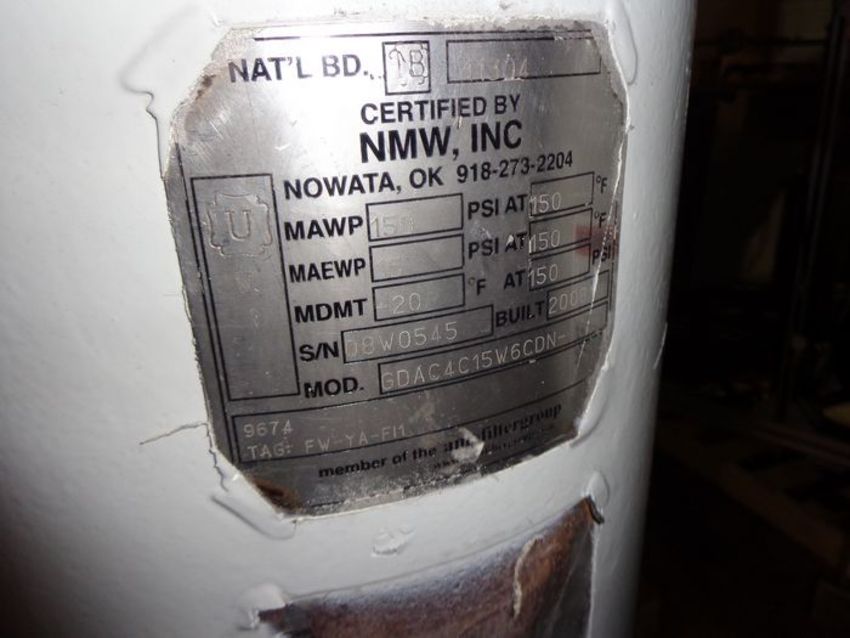 NAT'L BD.
CERTIFIED BY
NMW, INC
NOWATA, OK 918-273-2204
U
MAWP 150 PSI AT 150 °F
MAEWP 15 PSI AT 150 °F
MDMT -20 °F AT 150 PSI
S/N 08W0545 BUILT 2008
MOD. GDAC4C15W6CDN-
9674
TAG: FW-YA-FI1
member of the filtergroup